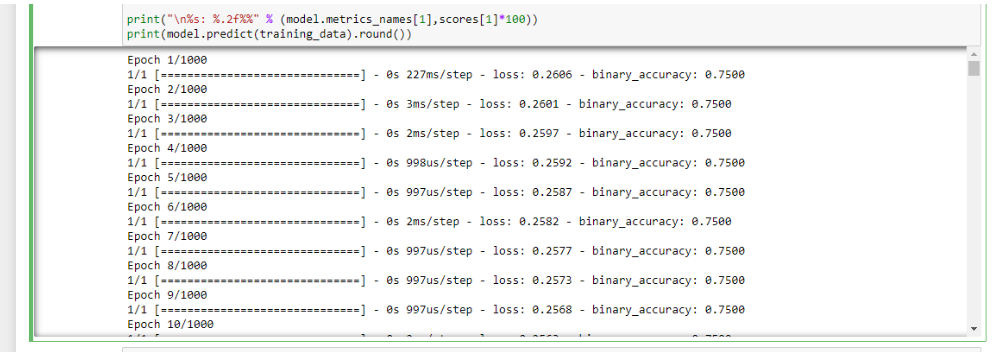 print("\n%s: %.2f%%" % (model.metrics_names[1],scores[1]*100))
print(model.predict(training_data).round())
Epoch 1/1000
1/1 [==============================] - 0s 227ms/step - loss: 0.2606 - binary_accuracy: 0.7500
Epoch 2/1000
1/1 [==============================] - 0s 3ms/step - loss: 0.2601 - binary_accuracy: 0.7500
Epoch 3/1000
1/1 [==============================] - 0s 2ms/step - loss: 0.2597 - binary_accuracy: 0.7500
Epoch 4/1000
1/1 [==============================] - 0s 998us/step - loss: 0.2592 - binary_accuracy: 0.7500
Epoch 5/1000
1/1 [==============================] - 0s 997us/step - loss: 0.2587 - binary_accuracy: 0.7500
Epoch 6/1000
1/1 [==============================] - 0s 2ms/step - loss: 0.2582 - binary_accuracy: 0.7500
Epoch 7/1000
1/1 [==============================] - 0s 997us/step - loss: 0.2577 - binary_accuracy: 0.7500
Epoch 8/1000
1/1 [==============================] - 0s 997us/step - loss: 0.2573 - binary_accuracy: 0.7500
Epoch 9/1000
1/1 [==============================] - 0s 997us/step - loss: 0.2568 - binary_accuracy: 0.7500
Epoch 10/1000